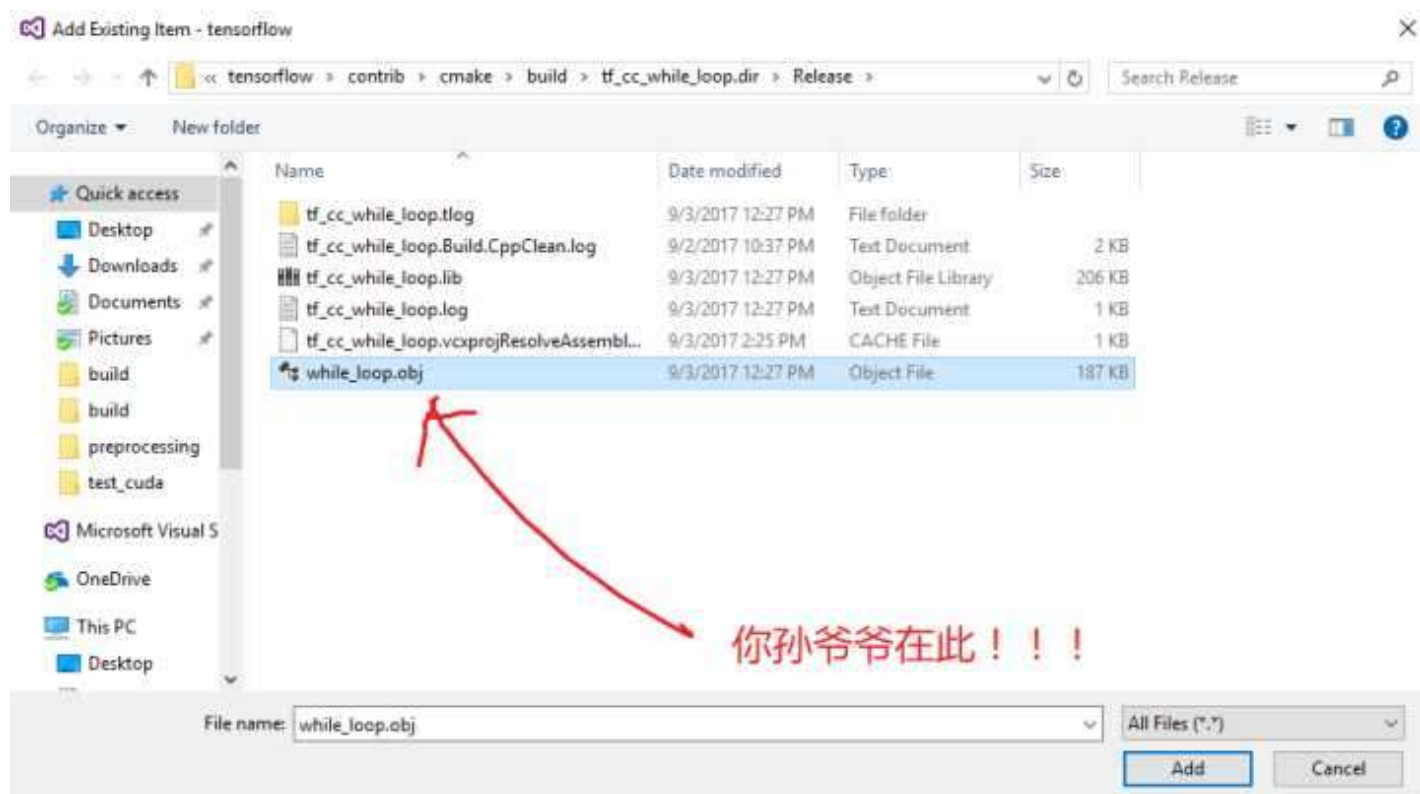 Add Existing Item - tensorflow
« tensorflow › contrib › cmake › build › tf_cc_while_loop.dir › Release ›
Search Release
Organize
New folder
Name
Date modified
Type
Size
Quick access
Desktop
Downloads
Documents
Pictures
build
build
preprocessing
test_cuda
Microsoft Visual S
OneDrive
This PC
Desktop
tf_cc_while_loop.tlog 9/3/2017 12:27 PM File folder
tf_cc_while_loop.Build.CppClean.log 9/2/2017 10:37 PM Text Document 2 KB
tf_cc_while_loop.lib 9/3/2017 12:27 PM Object File Library 206 KB
tf_cc_while_loop.log 9/3/2017 12:27 PM Text Document 1 KB
tf_cc_while_loop.vcxprojResolveAssembl... 9/3/2017 2:25 PM CACHE File 1 KB
while_loop.obj 9/3/2017 12:27 PM Object File 187 KB
你孙爷爷在此！！！
File name: while_loop.obj
All Files (*.*)
Add
Cancel